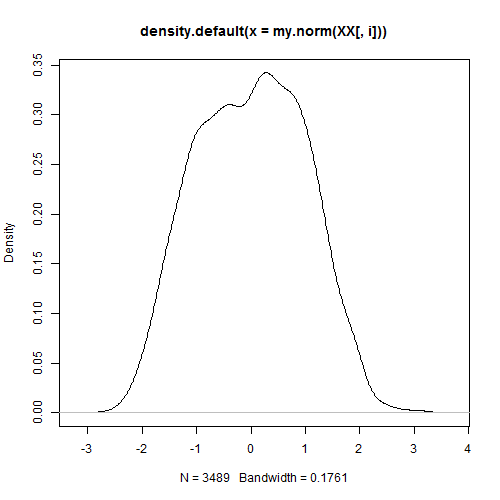 density.default(x = my.norm(XX[, i]))
Density
0.35
0.30
0.25
0.20
0.15
0.10
0.05
0.00
-3 -2 -1 0 1 2 3 4
N = 3489 Bandwidth = 0.1761